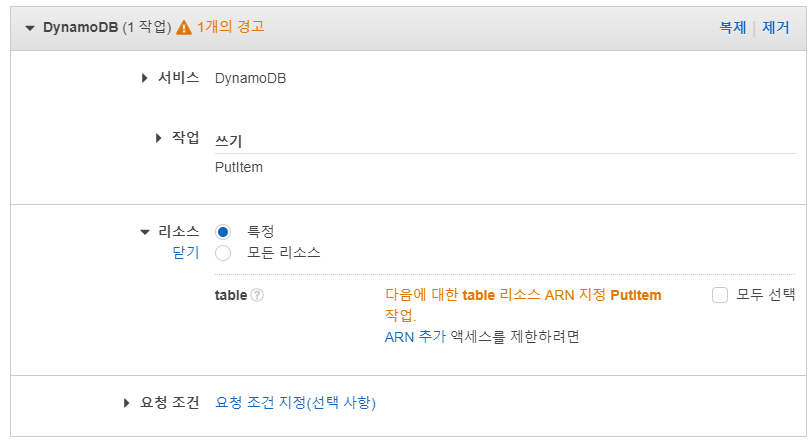 DynamoDB (1 작업) 1개의 경고 복제 제거
서비스 DynamoDB
작업 쓰기
PutItem
리소스 특정
닫기 모든 리소스
table 다음에 대한 table 리소스 ARN 지정 PutItem 모두 선택
작업.
ARN 추가 액세스를 제한하려면
요청 조건 요청 조건 지정(선택 사항)